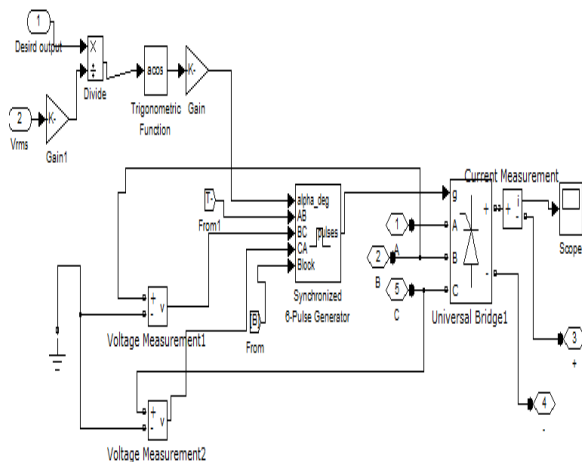 1
Desird output
X
÷
Divide
acos
Trigonometric
Function
K-
Gain
2
Vrms
K-
Gain1
T-
From1
alpha_deg
AB
BC
CA
Block
pulses
Synchronized
6-Pulse Generator
[B]
From
+
-
v
Voltage Measurement1
+
-
v
Voltage Measurement2
1
A
2
B
5
C
g
A
B
C
+
-
Universal Bridge1
Current Measurement
+
-
i
Scope
3
+
4
-